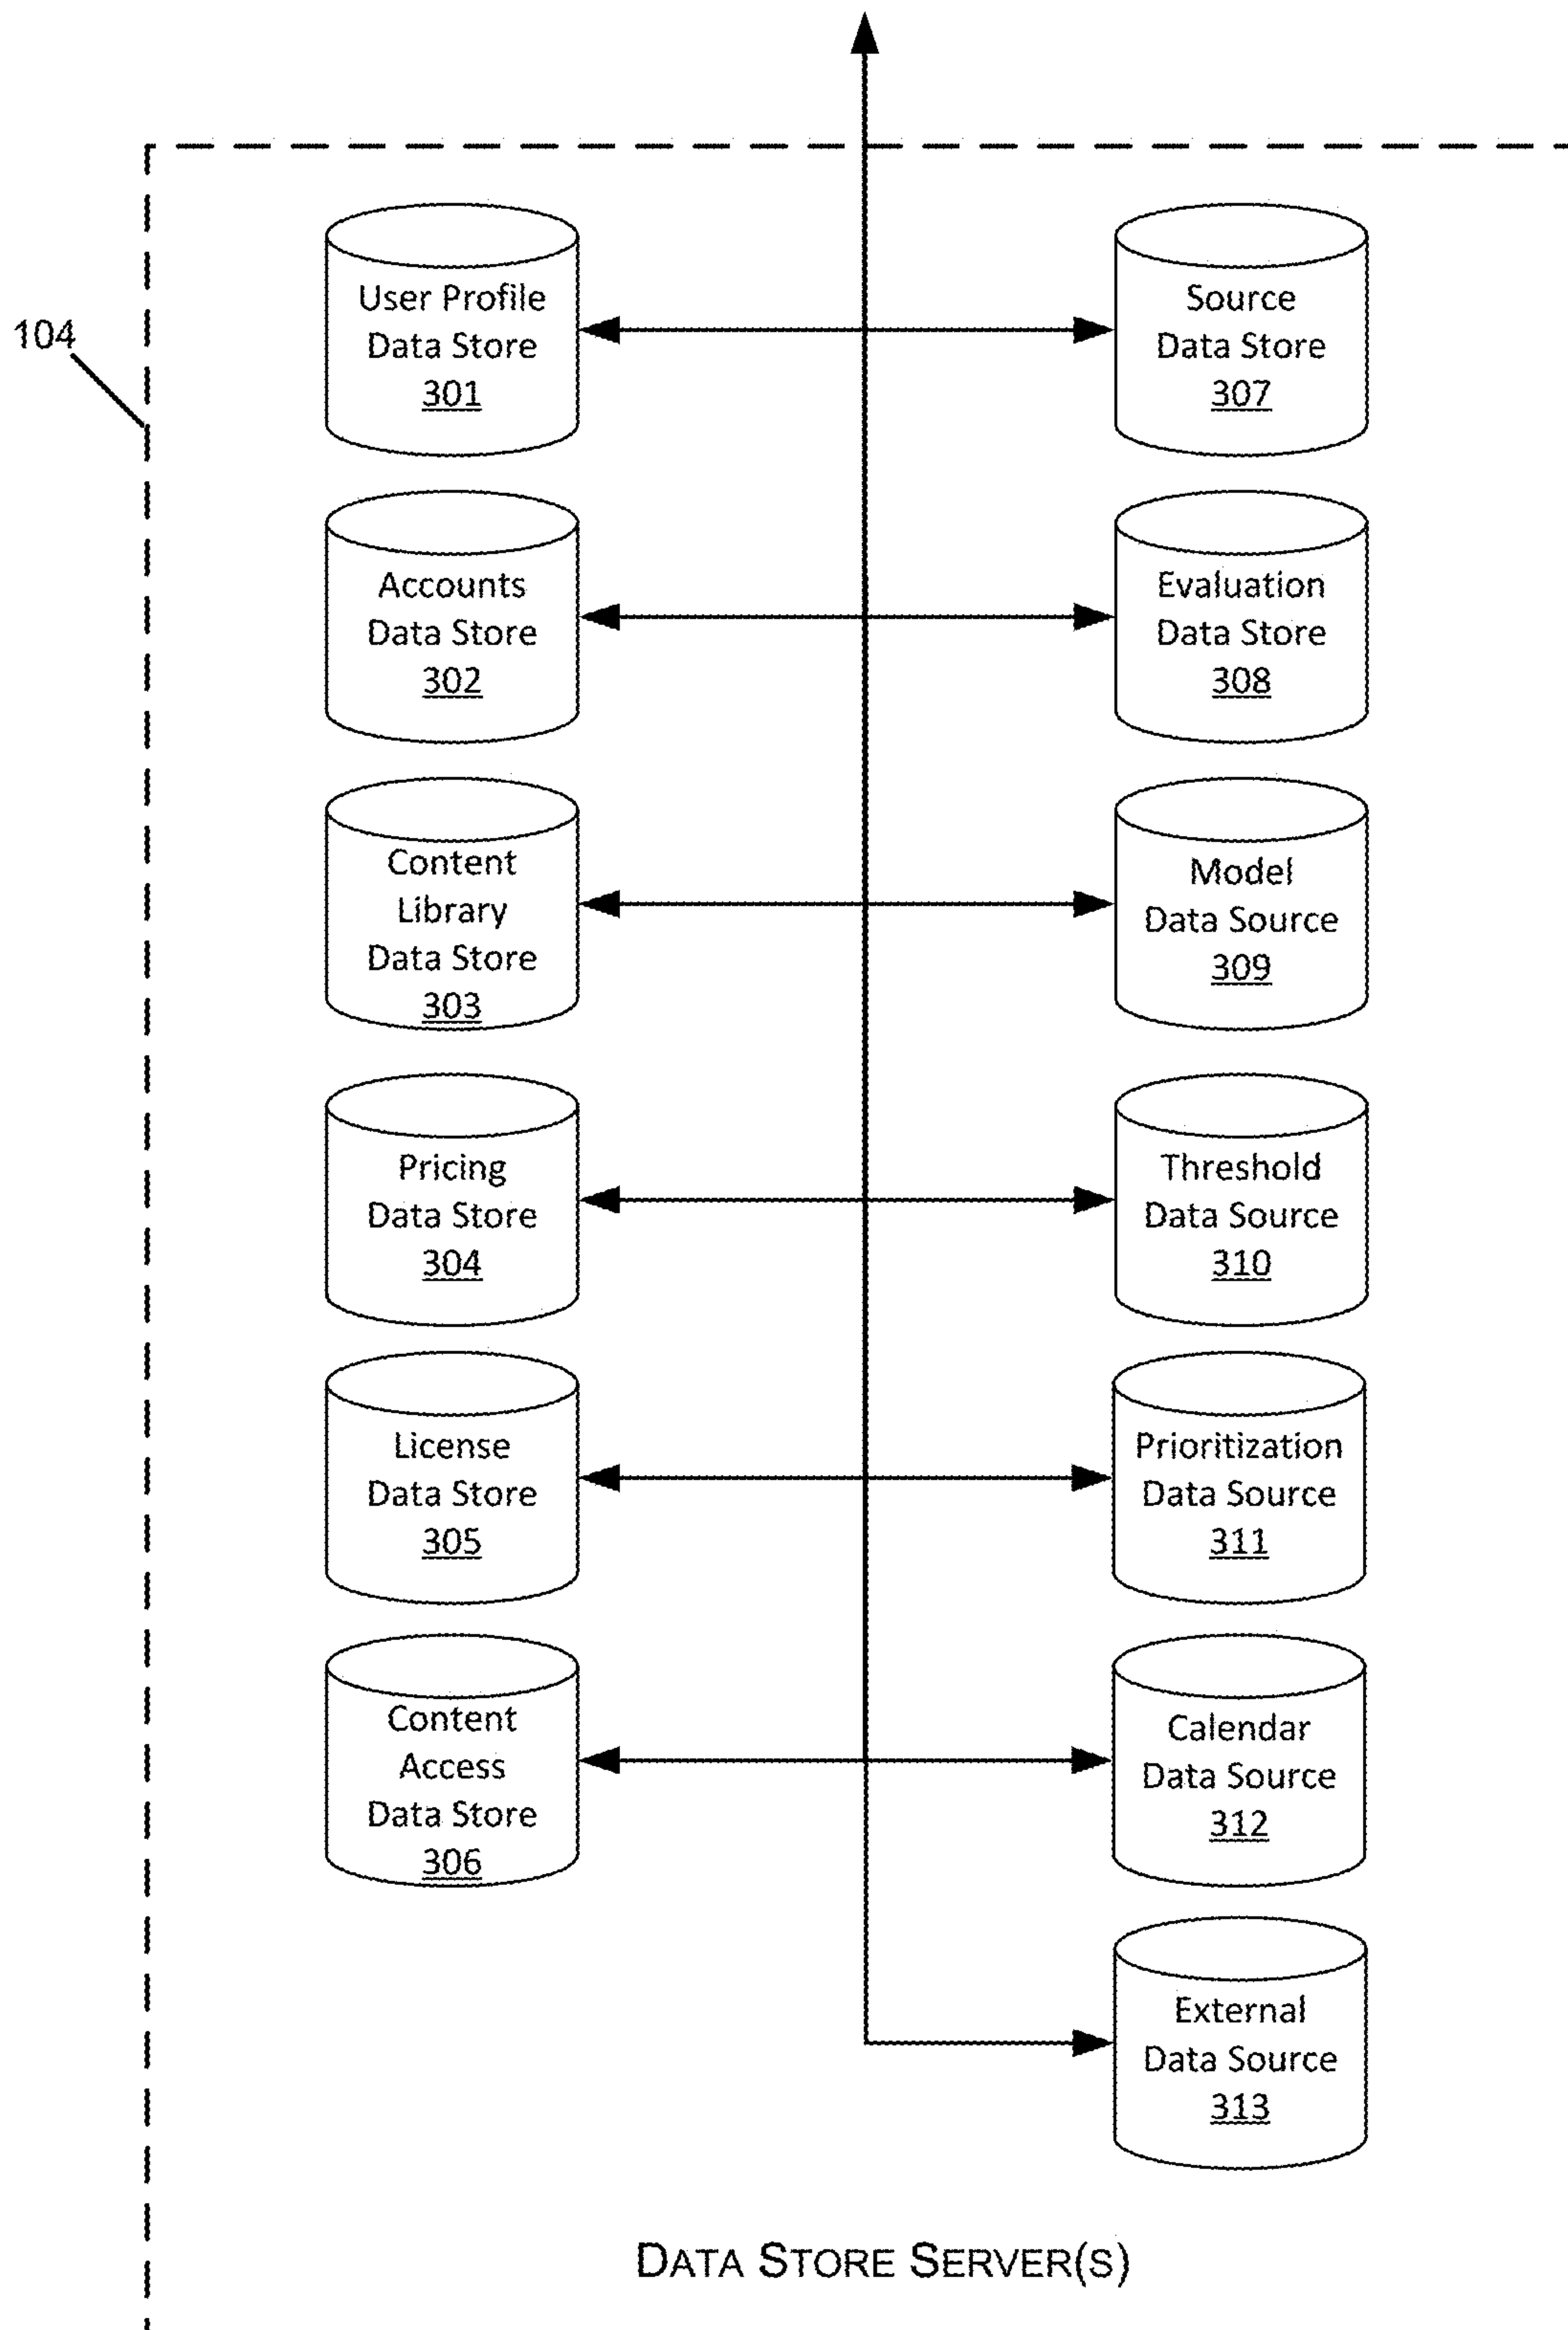 104
User Profile
Data Store
301
Source
Data Store
307
Accounts
Data Store
302
Evaluation
Data Store
308
Content
Library
Data Store
303
Model
Data Source
309
Pricing
Data Store
304
Threshold
Data Source
310
License
Data Store
305
Prioritization
Data Source
311
Content
Access
Data Store
306
Calendar
Data Source
312
External
Data Source
313
DATA STORE SERVER(S)